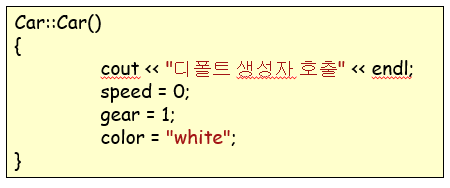 Car::Car()
{
cout << "디폴트 생성자 호출" << endl;
speed = 0;
gear = 1;
color = "white";
}